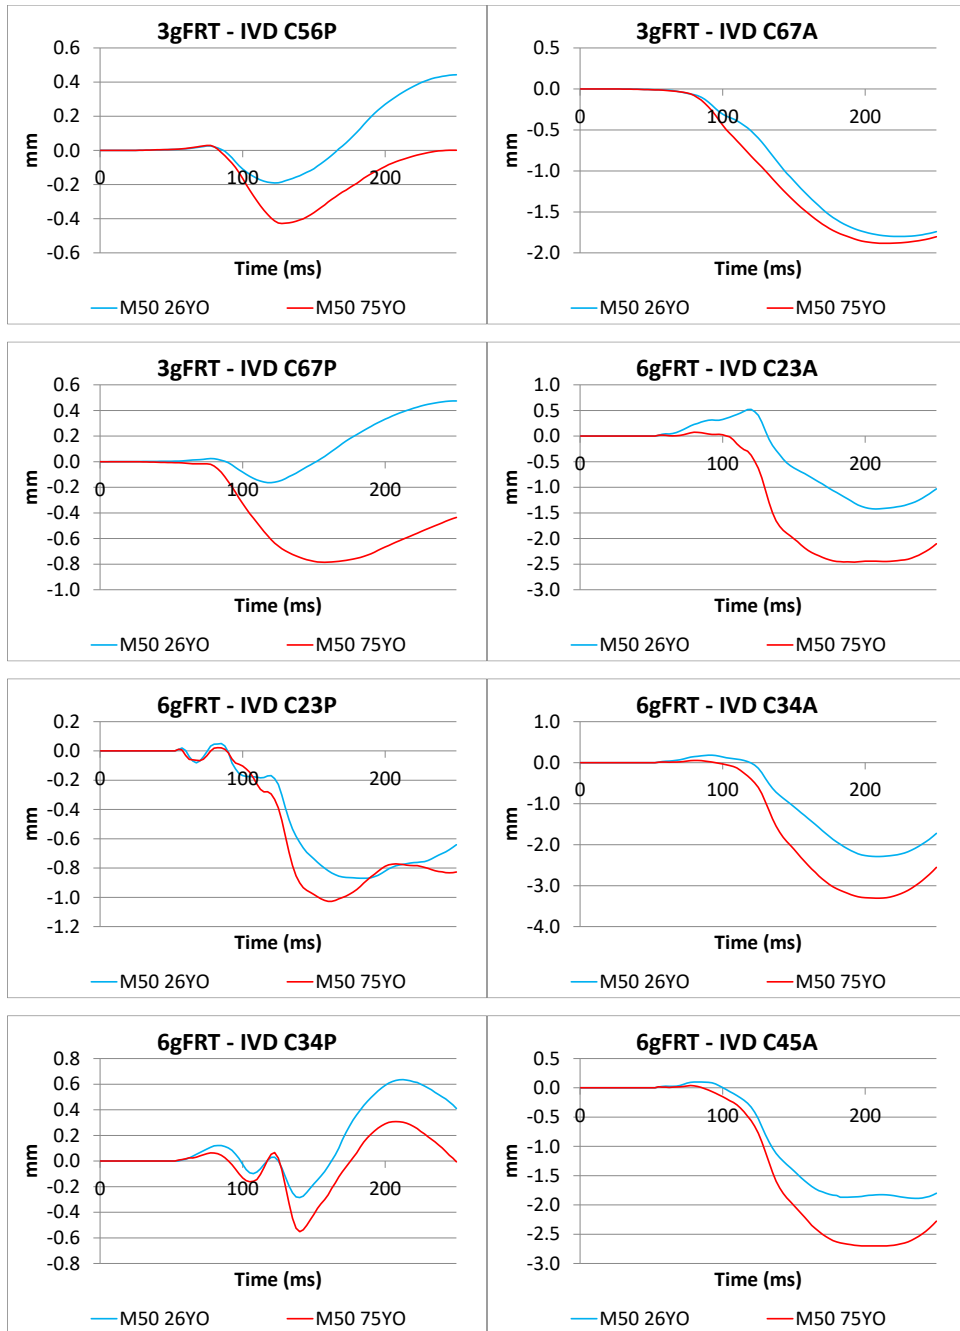 3gFRT - IVD C56P
0.6
0.4
0.2
0.0
-0.2
-0.4
-0.6
0
100
200
mm
Time (ms)
M50 26YO
M50 75YO
3gFRT - IVD C67A
0.5
0.0
-0.5
-1.0
-1.5
-2.0
0
100
200
mm
Time (ms)
M50 26YO
M50 75YO
3gFRT - IVD C67P
0.6
0.4
0.2
0.0
-0.2
-0.4
-0.6
-0.8
-1.0
0
100
200
mm
Time (ms)
M50 26YO
M50 75YO
6gFRT - IVD C23A
1.0
0.5
0.0
-0.5
-1.0
-1.5
-2.0
-2.5
-3.0
0
100
200
mm
Time (ms)
M50 26YO
M50 75YO
6gFRT - IVD C23P
0.2
0.0
-0.2
-0.4
-0.6
-0.8
-1.0
-1.2
0
100
200
mm
Time (ms)
M50 26YO
M50 75YO
6gFRT - IVD C34A
1.0
0.0
-1.0
-2.0
-3.0
-4.0
0
100
200
mm
Time (ms)
M50 26YO
M50 75YO
6gFRT - IVD C34P
0.8
0.6
0.4
0.2
0.0
-0.2
-0.4
-0.6
-0.8
0
100
200
mm
Time (ms)
M50 26YO
M50 75YO
6gFRT - IVD C45A
0.5
0.0
-0.5
-1.0
-1.5
-2.0
-2.5
-3.0
0
100
200
mm
Time (ms)
M50 26YO
M50 75YO